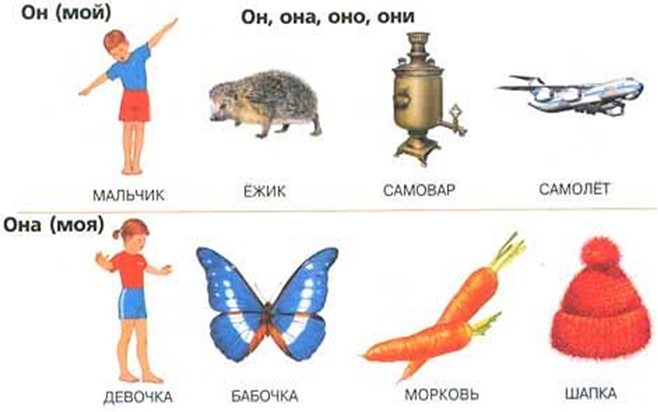 Он (мой)
Он, она, оно, они
МАЛЬЧИК ЁЖИК САМОВАР САМОЛЁТ
Она (моя)
ДЕВОЧКА БАБОЧКА МОРКОВЬ ШАПКА